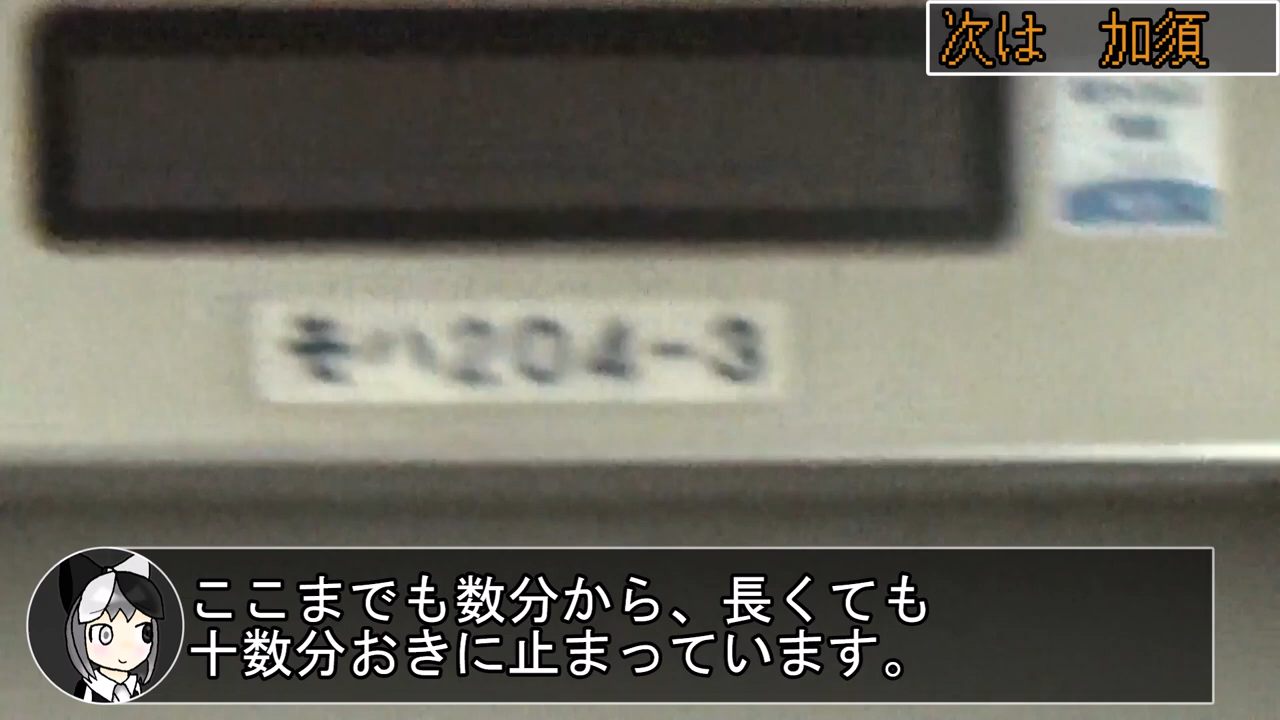 次は 加須
モハ204-3
ここまでも数分から、長くても
十数分おきに止まっています。